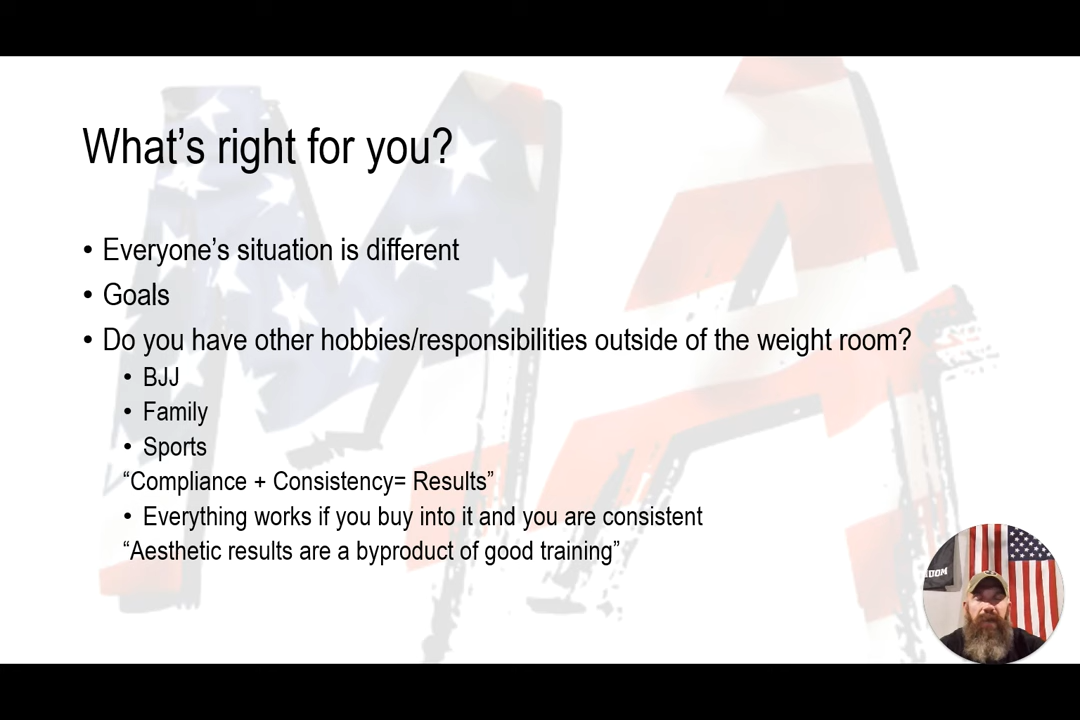 What’s right for you?
• Everyone’s situation is different
• Goals
• Do you have other hobbies/responsibilities outside of the weight room?
• BJJ
• Family
• Sports
“Compliance + Consistency= Results”
• Everything works if you buy into it and you are consistent
“Aesthetic results are a byproduct of good training”